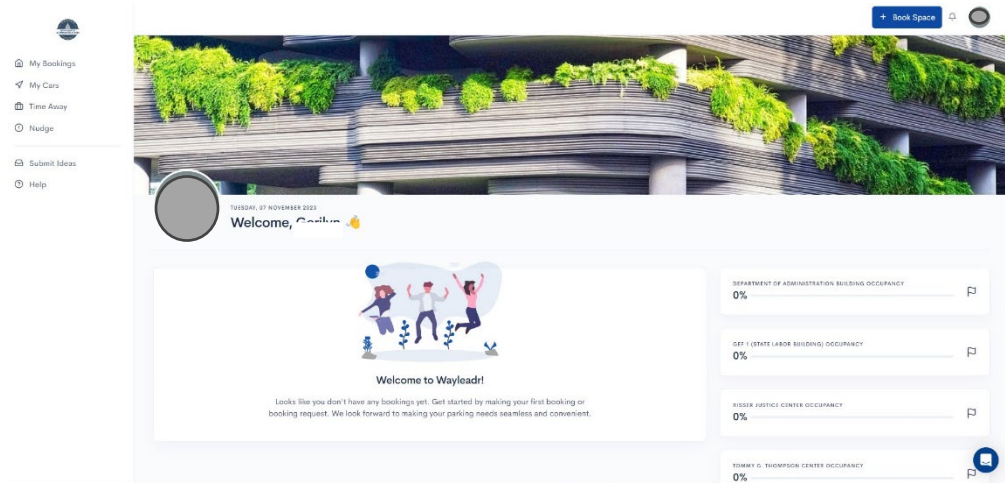 + Book Space
My Bookings
My Cars
Time Away
Nudge
Submit Ideas
Help
TUESDAY, 07 NOVEMBER 2023
Welcome,
Welcome to Wayleadr!
Looks like you don't have any bookings yet. Get started by making your first booking or
booking request. We look forward to making your parking needs seamless and convenient.
DEPARTMENT OF ADMINISTRATION BUILDING OCCUPANCY
0%
GEF 1 (STATE LABOR BUILDING) OCCUPANCY
0%
RISSER JUSTICE CENTER OCCUPANCY
0%
TOMMY G. THOMPSON CENTER OCCUPANCY
0%